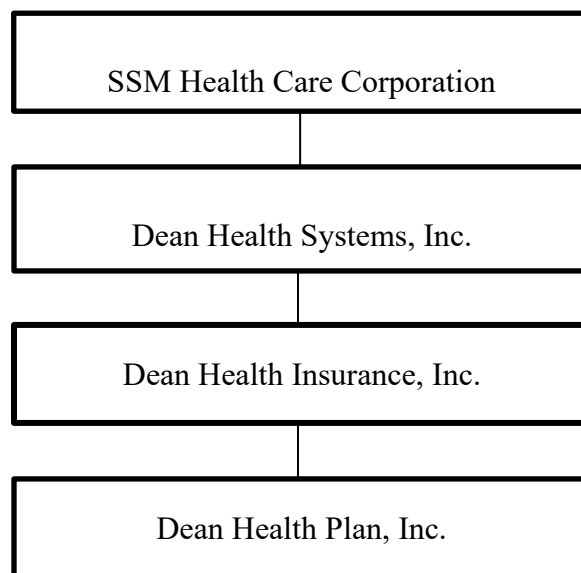 SSM Health Care Corporation
Dean Health Systems, Inc.
Dean Health Insurance, Inc.
Dean Health Plan, Inc.